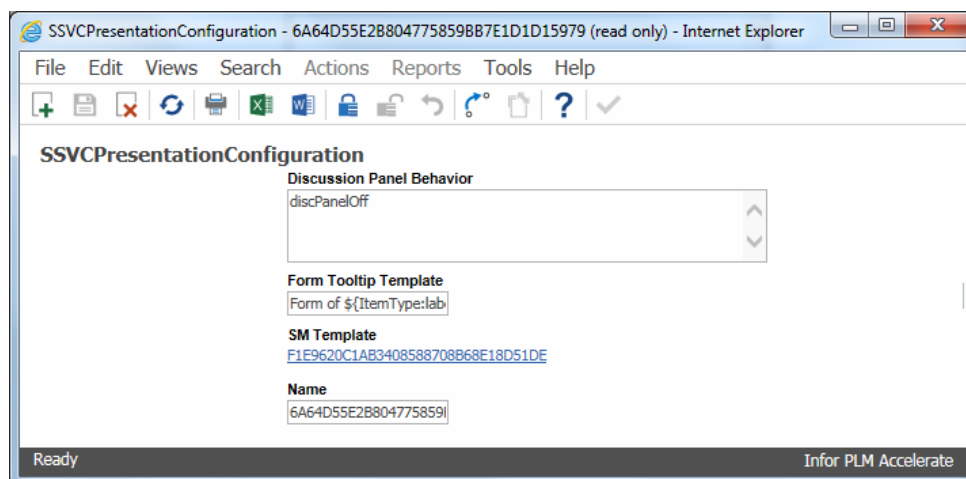 SSVCPresentationConfiguration - 6A64D55E2B804775859BB7E1D1D15979 (read only) - Internet Explorer
File Edit Views Search Actions Reports Tools Help
SSVCPresentationConfiguration
Discussion Panel Behavior
discPanelOff
Form Tooltip Template
Form of ${ItemType:lab
SM Template
F1E9620C1AB3408588708B68E18D51DE
Name
6A64D55E2B804775859
Ready Infor PLM Accelerate